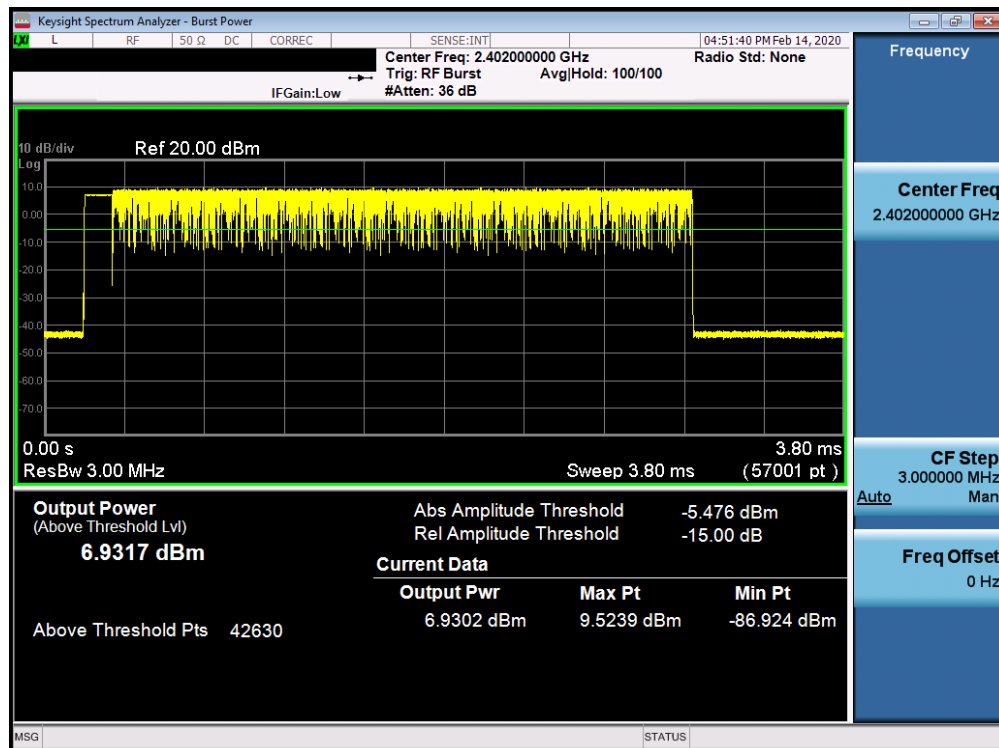 Keysight Spectrum Analyzer - Burst Power
LXI L RF 50 Ω DC CORREC SENSE:INT 04:51:40 PM Feb 14, 2020
Center Freq: 2.402000000 GHz Radio Std: None
Trig: RF Burst Avg|Hold: 100/100
IFGain:Low #Atten: 36 dB
10 dB/div Ref 20.00 dBm
Log
10.0
0.00
-10.0
-20.0
-30.0
-40.0
-50.0
-60.0
-70.0
0.00 s 3.80 ms
ResBw 3.00 MHz Sweep 3.80 ms (57001 pt )
Output Power
(Above Threshold Lvl)
6.9317 dBm
Above Threshold Pts 42630
Abs Amplitude Threshold -5.476 dBm
Rel Amplitude Threshold -15.00 dB
Current Data
Output Pwr Max Pt Min Pt
6.9302 dBm 9.5239 dBm -86.924 dBm
Frequency
Center Freq
2.402000000 GHz
CF Step
3.000000 MHz
Auto Man
Freq Offset
0 Hz
MSG STATUS